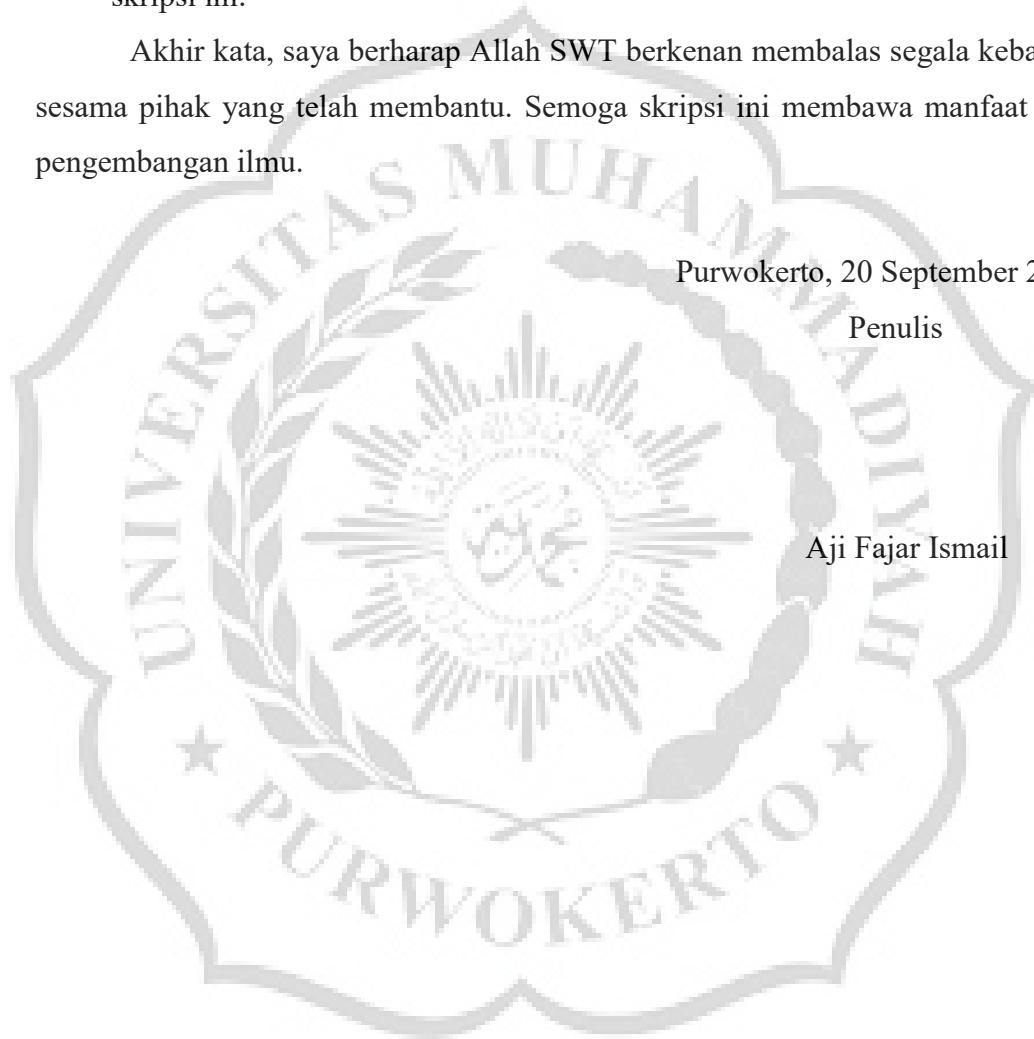 skripsi ini.
Akhir kata, saya berharap Allah SWT berkenan membalas segala keba
sesama pihak yang telah membantu. Semoga skripsi ini membawa manfaat
pengembangan ilmu.
Purwokerto, 20 September 2
Penulis
Aji Fajar Ismail
UNIVERSITAS MUHAMMADIYAH
PURWOKERTO